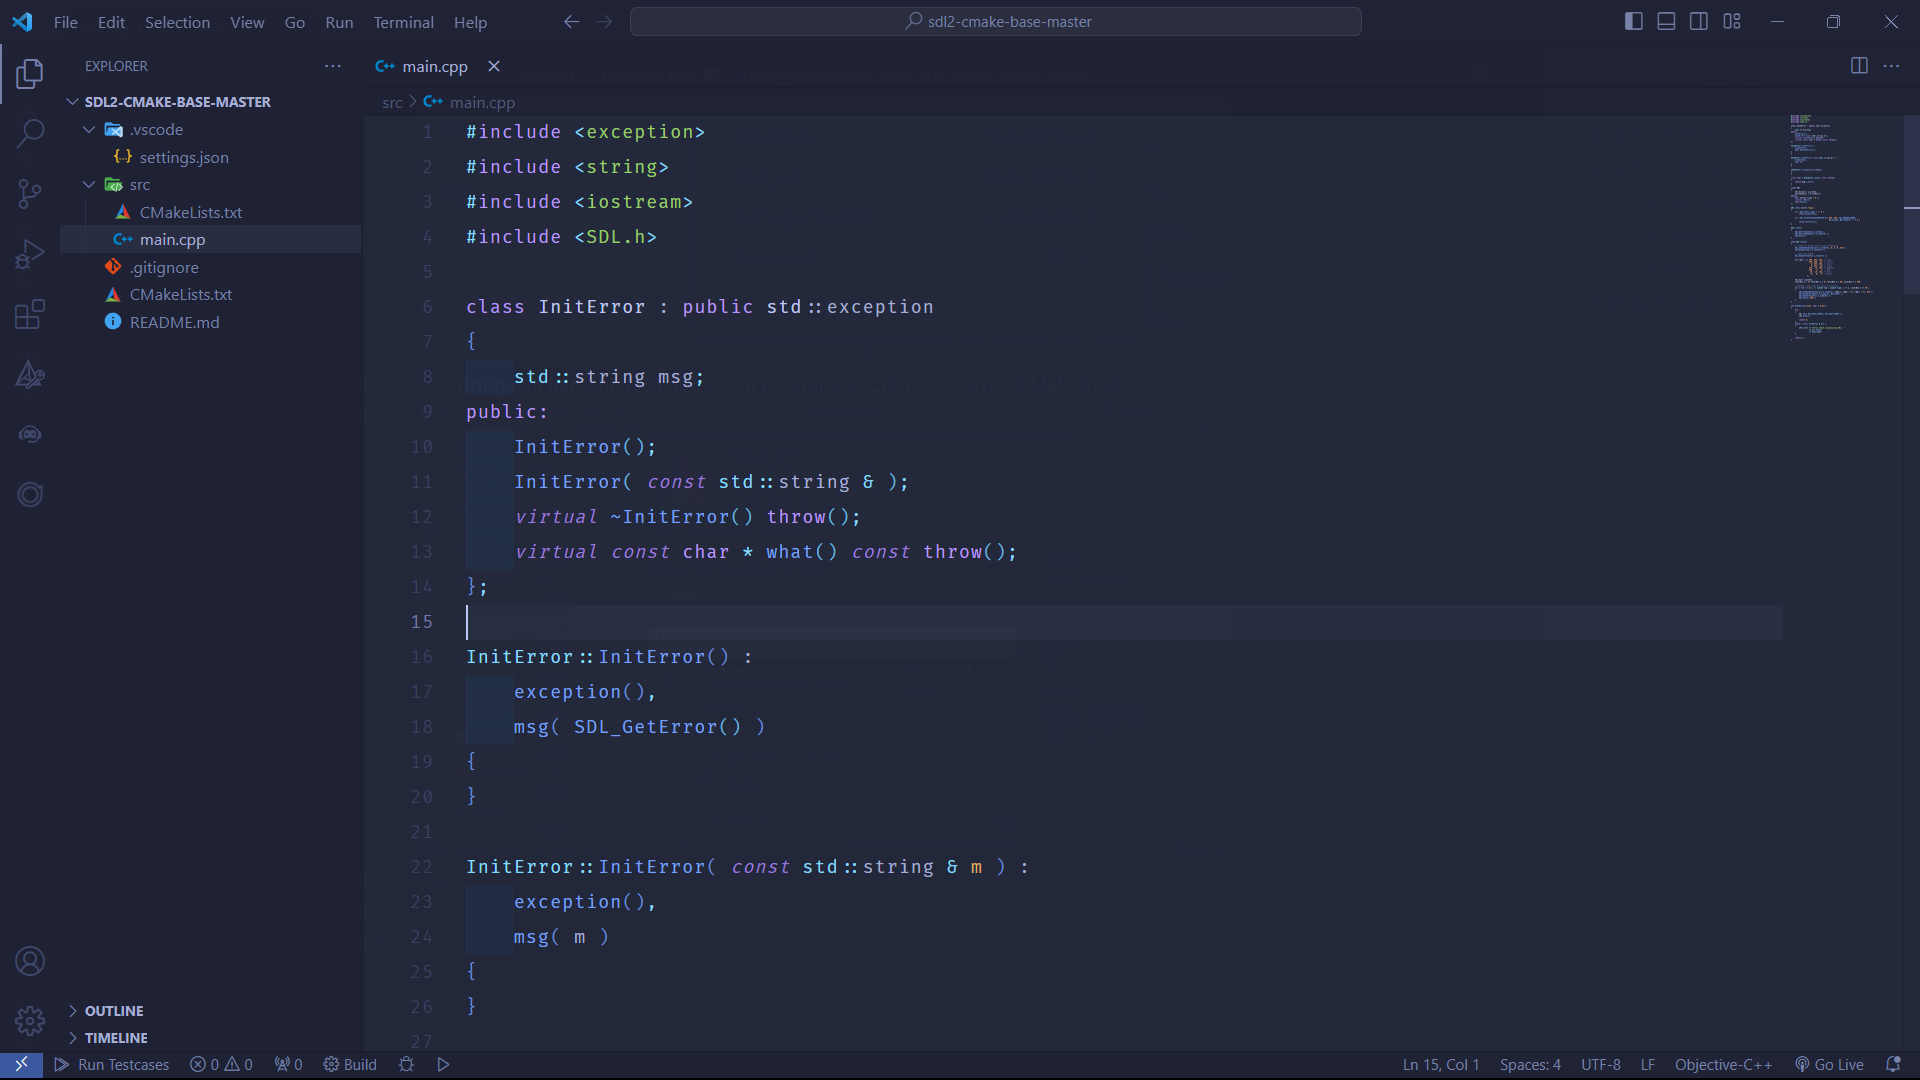 File Edit Selection View Go Run Terminal Help
sdl2-cmake-base-master
EXPLORER
SDL2-CMAKE-BASE-MASTER
.vscode
settings.json
src
CMakeLists.txt
main.cpp
.gitignore
CMakeLists.txt
README.md
OUTLINE
TIMELINE
main.cpp
src > main.cpp
1 #include <exception>
2 #include <string>
3 #include <iostream>
4 #include <SDL.h>
5
6 class InitError : public std::exception
7 {
8 std::string msg;
9 public:
10 InitError();
11 InitError( const std::string & );
12 virtual ~InitError() throw();
13 virtual const char * what() const throw();
14 };
15
16 InitError::InitError() :
17 exception(),
18 msg( SDL_GetError() )
19 {
20 }
21
22 InitError::InitError( const std::string & m ) :
23 exception(),
24 msg( m )
25 {
26 }
27
Run Testcases 0 0 0 Build
Ln 15, Col 1 Spaces: 4 UTF-8 LF Objective-C++ Go Live